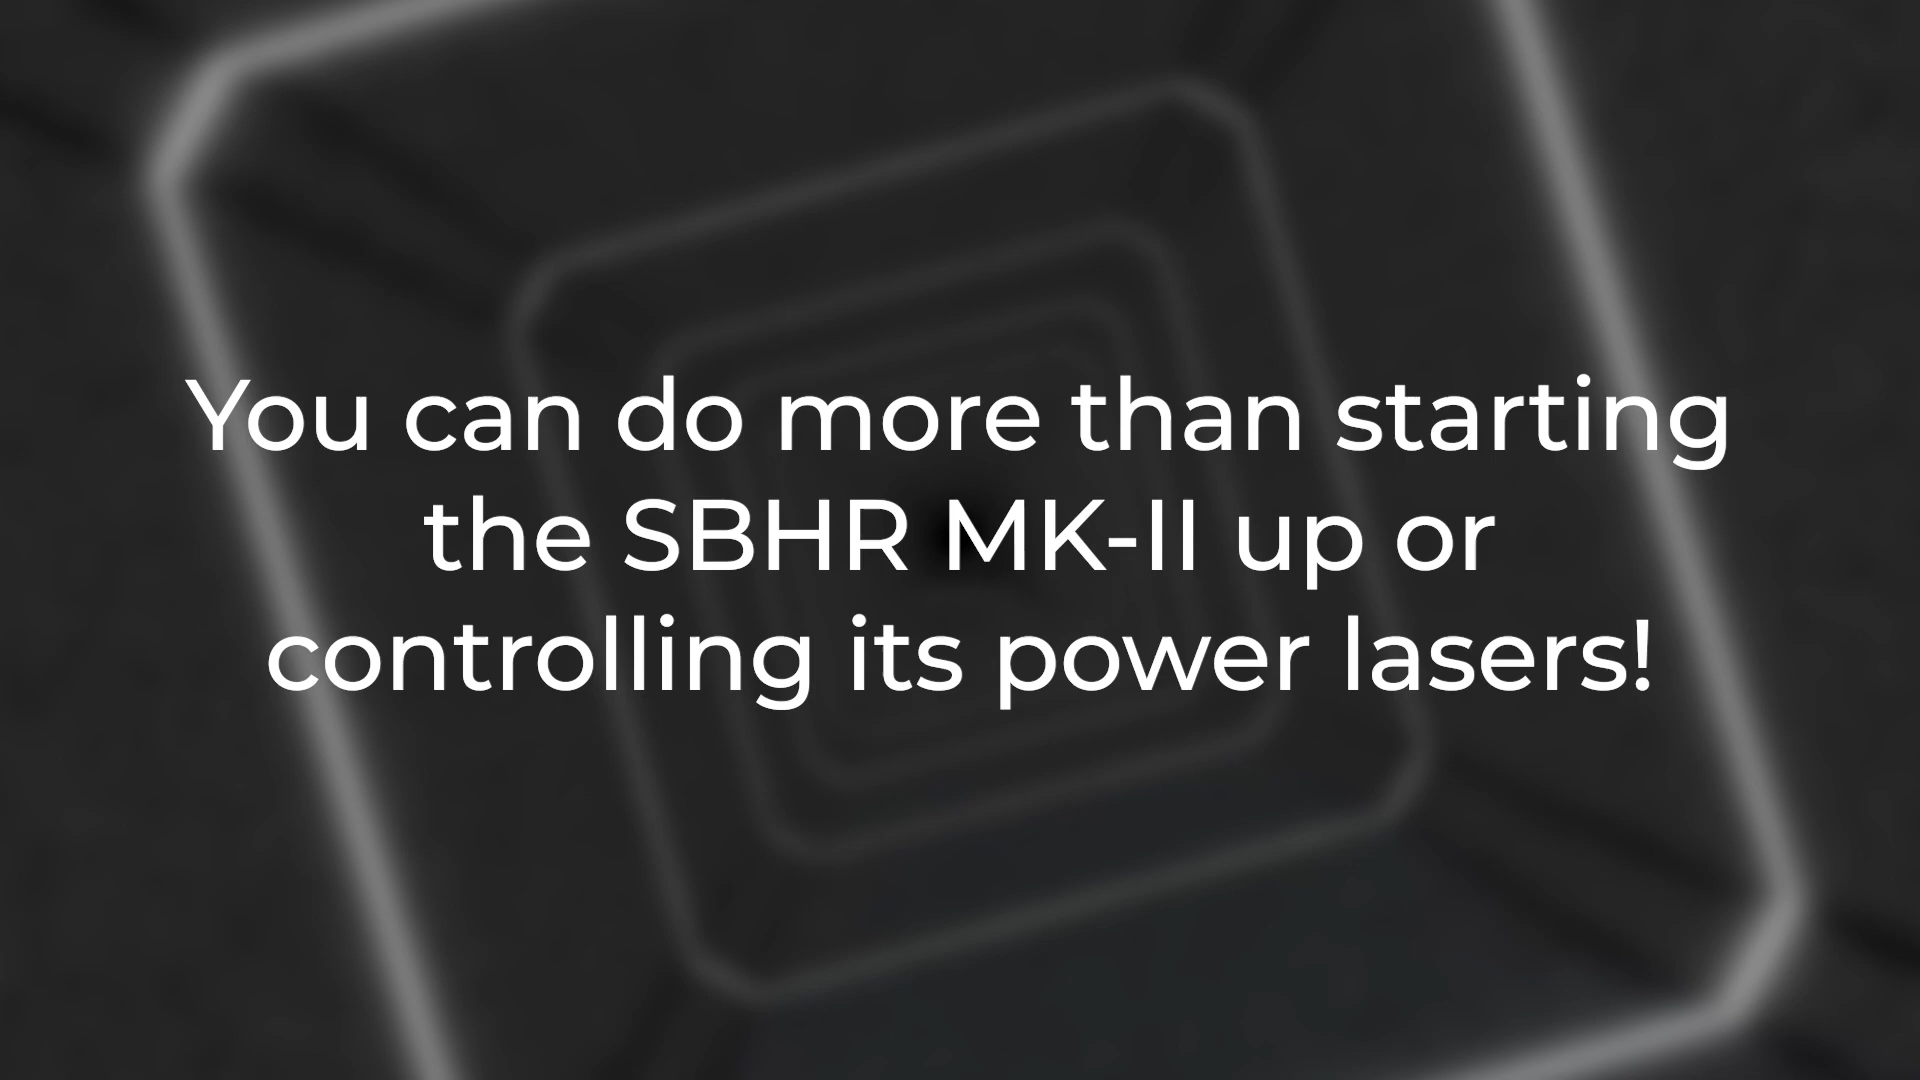 You can do more than starting
the SBHR MK-II up or
controlling its power lasers!